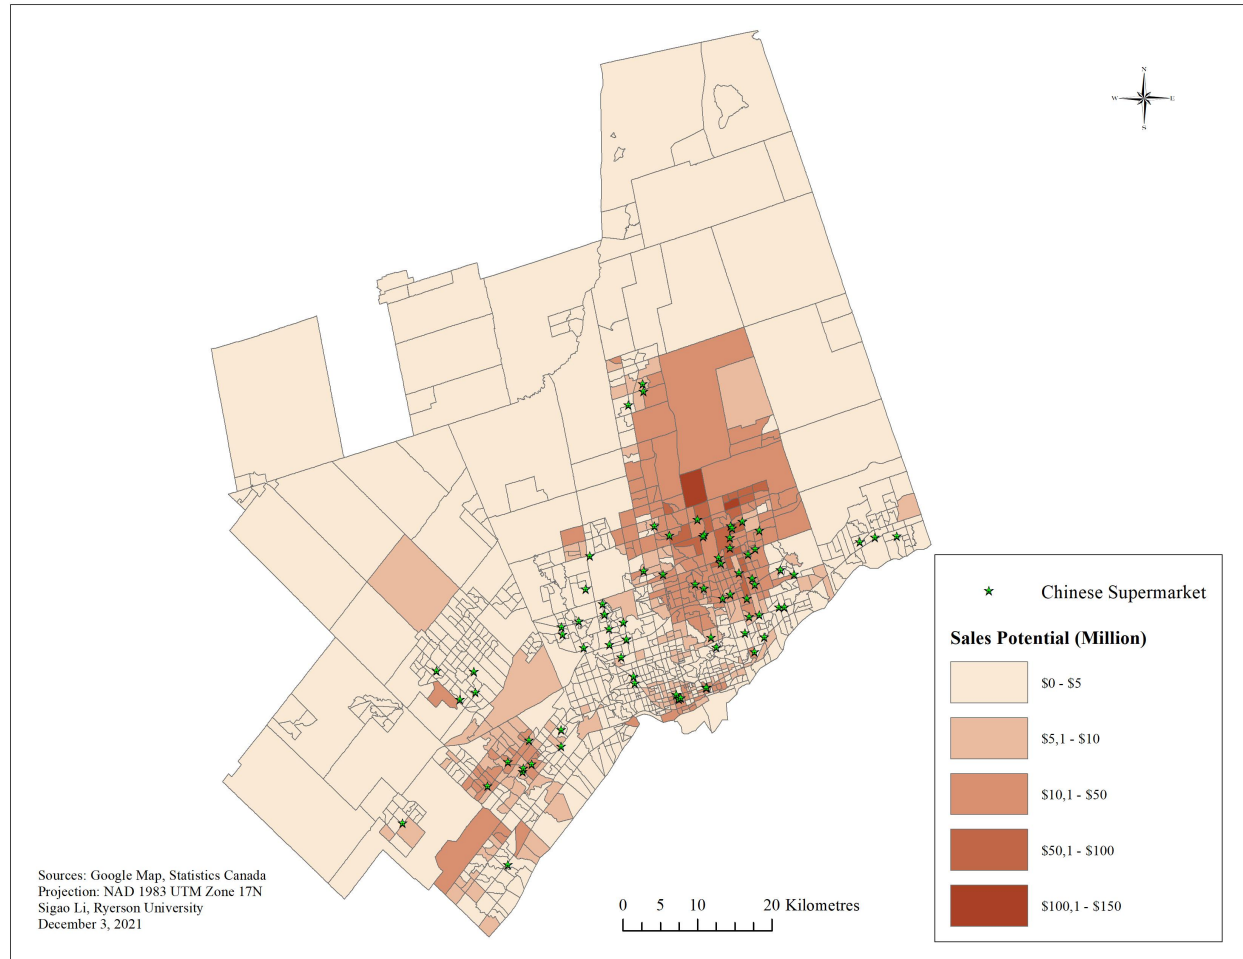 N
W E
S
Chinese Supermarket
Sales Potential (Million)
$0 - $5
$5,1 - $10
$10,1 - $50
$50,1 - $100
$100,1 - $150
Sources: Google Map, Statistics Canada
Projection: NAD 1983 UTM Zone 17N
Sigao Li, Ryerson University
December 3, 2021
0 5 10 20 Kilometres